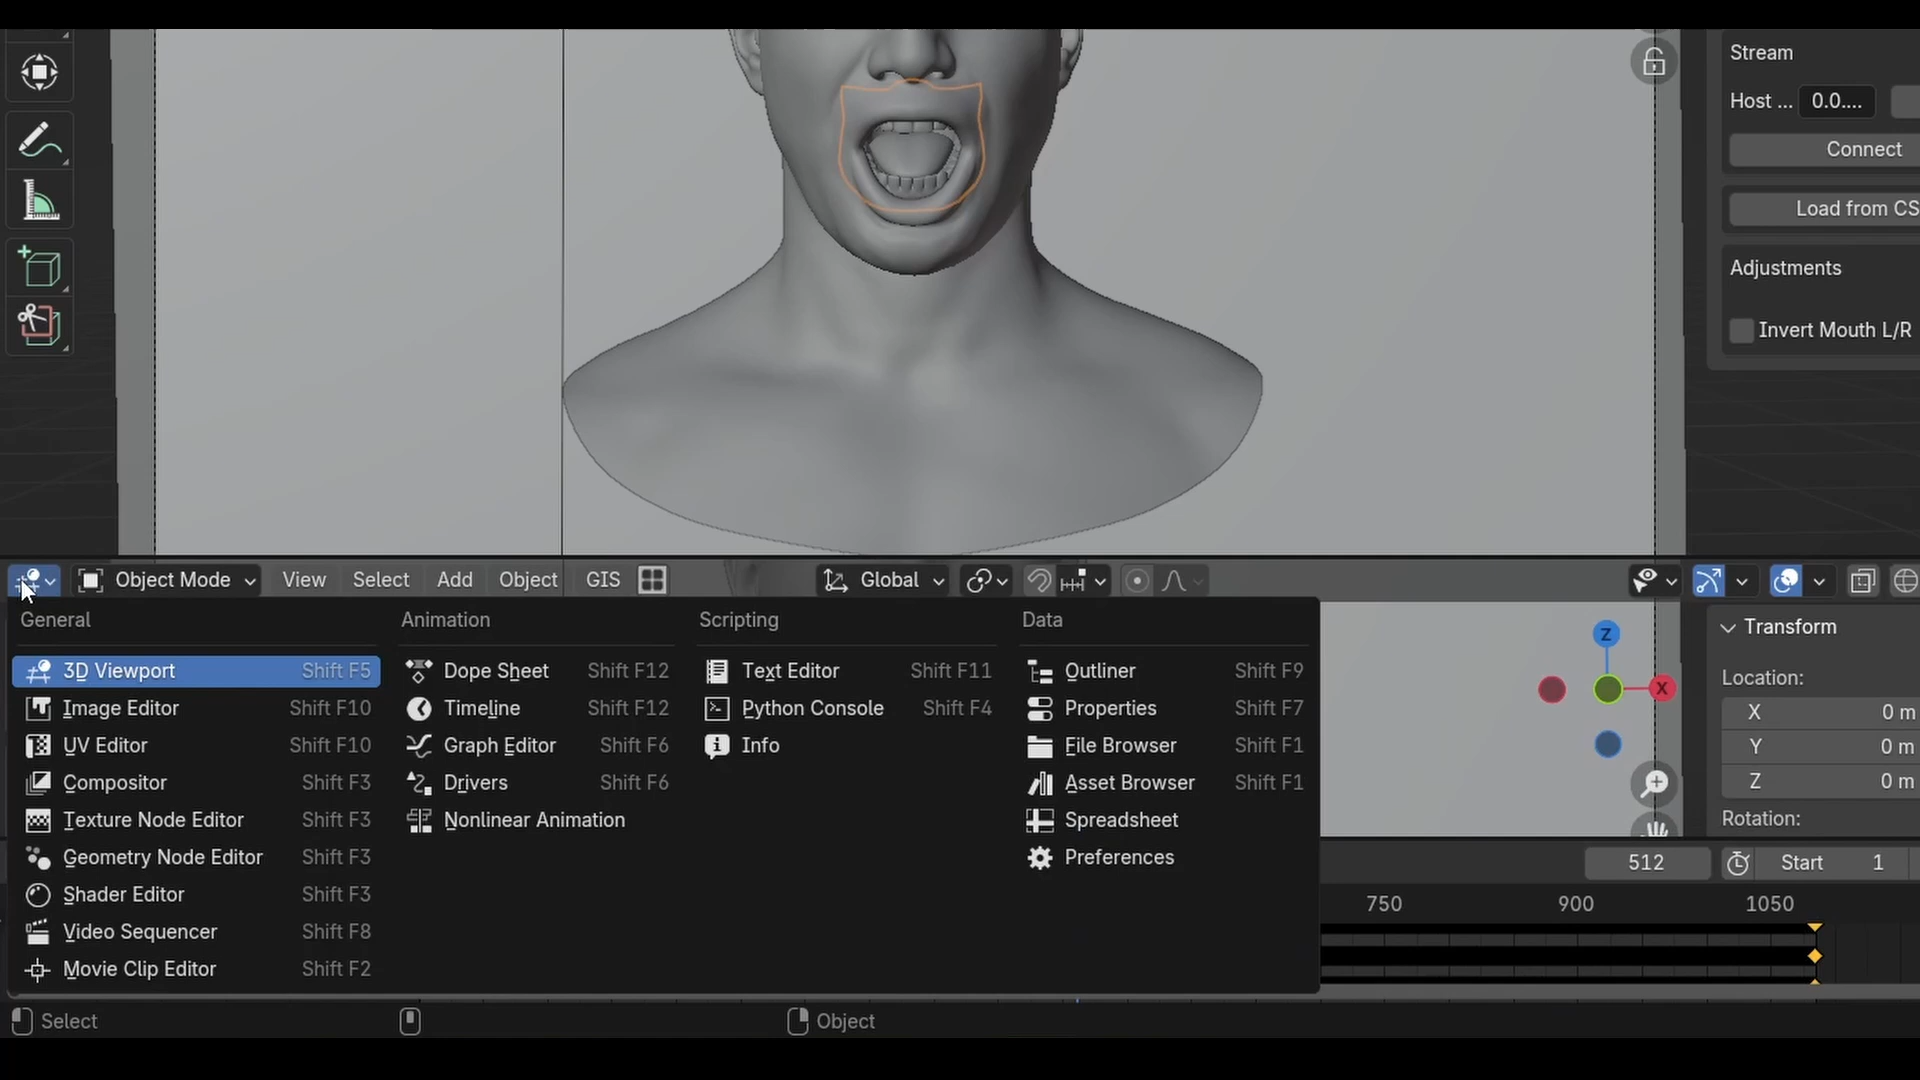 Stream
Host ... 0.0....
Connect
Load from CS
Adjustments
Invert Mouth L/R
Object Mode View Select Add Object GIS Global
General
3D Viewport Shift F5
Image Editor Shift F10
UV Editor Shift F10
Compositor Shift F3
Texture Node Editor Shift F3
Geometry Node Editor Shift F3
Shader Editor Shift F3
Video Sequencer Shift F8
Movie Clip Editor Shift F2
Animation
Dope Sheet Shift F12
Timeline Shift F12
Graph Editor Shift F6
Drivers Shift F6
Nonlinear Animation
Scripting
Text Editor Shift F11
Python Console Shift F4
Info
Data
Outliner Shift F9
Properties Shift F7
File Browser Shift F1
Asset Browser Shift F1
Spreadsheet
Preferences
Z
X
Transform
Location:
X 0 m
Y 0 m
Z 0 m
Rotation:
512 Start 1
750 900 1050
Select Object